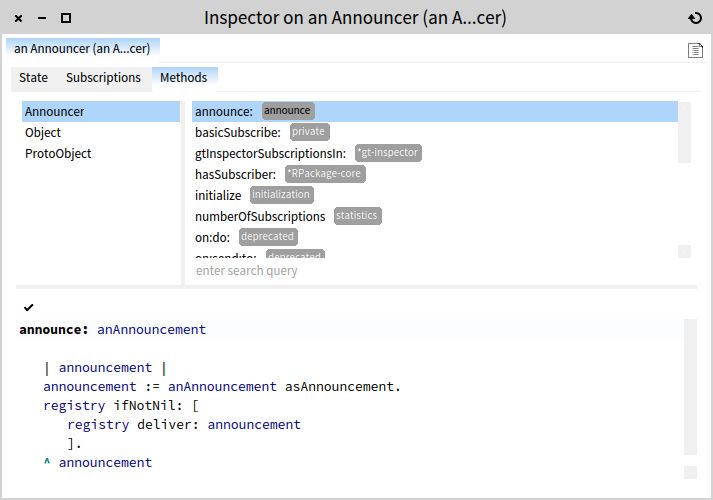 Inspector on an Announcer (an A...cer)
an Announcer (an A...cer)
State Subscriptions Methods
Announcer
Object
ProtoObject
announce: announce
basicSubscribe: private
gtInspectorSubscriptionsIn: *gt-inspector
hasSubscriber: *RPackage-core
initialize initialization
numberOfSubscriptions statistics
on:do: deprecated
on:send:to: deprecated
enter search query
announce: anAnnouncement
| announcement |
announcement := anAnnouncement asAnnouncement.
registry ifNotNil: [
registry deliver: announcement
].
^ announcement